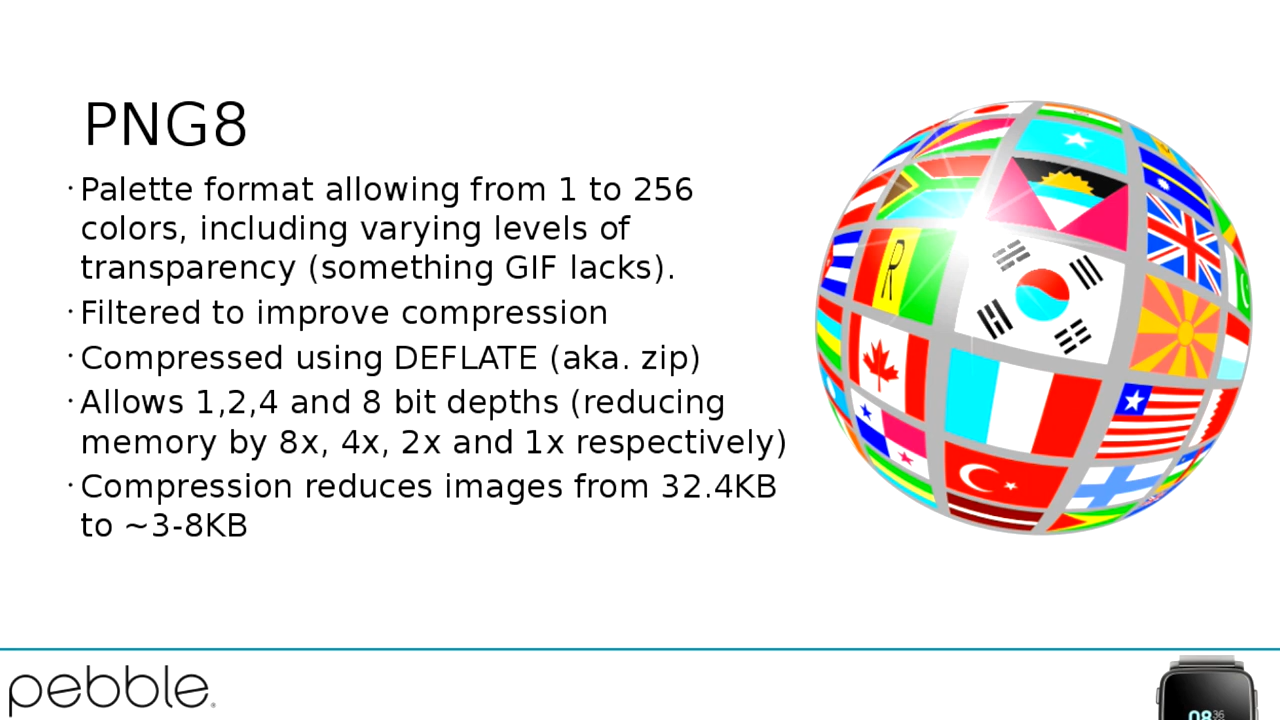 PNG8
· Palette format allowing from 1 to 256
colors, including varying levels of
transparency (something GIF lacks).
· Filtered to improve compression
· Compressed using DEFLATE (aka. zip)
· Allows 1,2,4 and 8 bit depths (reducing
memory by 8x, 4x, 2x and 1x respectively)
· Compression reduces images from 32.4KB
to ~3-8KB
R
pebble
08 36